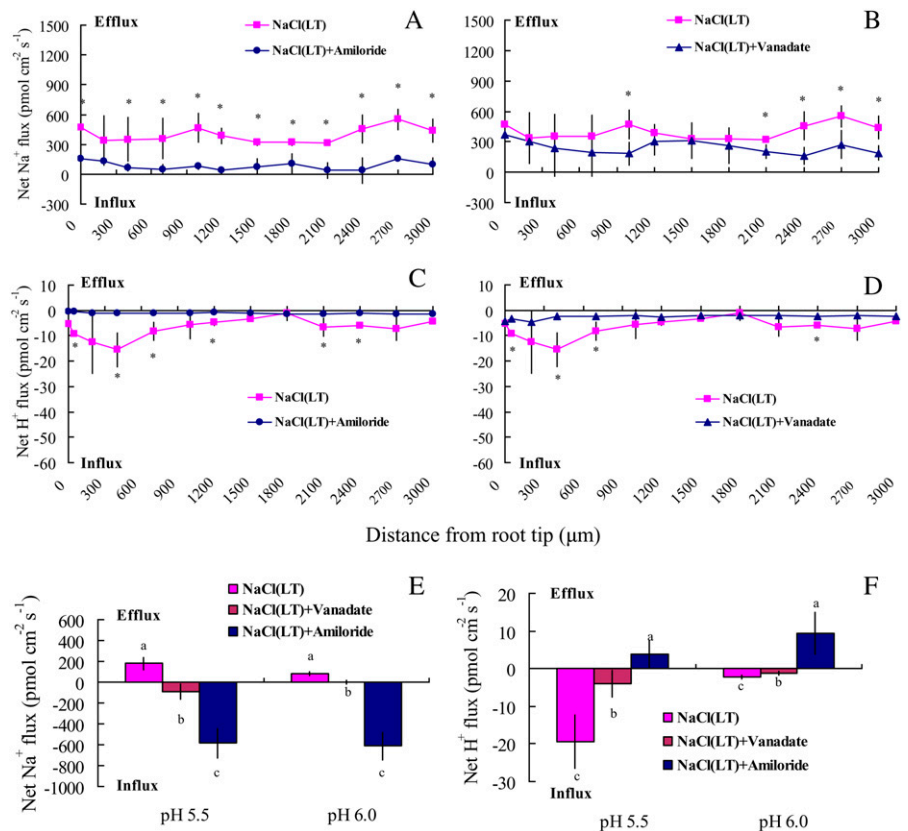 A
Efflux
NaCl(LT)
NaCl(LT)+Amiloride
Net Na+ flux (pmol cm-2 s-1)
1500
1200
900
600
300
0
-300
* * * * * * * * * * *
Influx
0 300 600 900 1200 1500 1800 2100 2400 2700 3000
B
Efflux
NaCl(LT)
NaCl(LT)+Vanadate
1500
1200
900
600
300
0
-300
* * * * *
Influx
0 300 600 900 1200 1500 1800 2100 2400 2700 3000
C
Efflux
Net H+ flux (pmol cm-2 s-1)
10
0
-10
-20
-30
-40
-50
-60
* * * * * *
NaCl(LT)
NaCl(LT)+Amiloride
Influx
0 300 600 900 1200 1500 1800 2100 2400 2700 3000
D
Efflux
10
0
-10
-20
-30
-40
-50
-60
* * * *
NaCl(LT)
NaCl(LT)+Vanadate
Influx
0 300 600 900 1200 1500 1800 2100 2400 2700 3000
Distance from root tip (μm)
E
NaCl(LT)
NaCl(LT)+Vanadate
NaCl(LT)+Amiloride
Efflux
Net Na+ flux (pmol cm-2 s-1)
600
400
200
0
-200
-400
-600
-800
-1000
a b c
a b c
Influx
pH 5.5 pH 6.0
F
Efflux
Net H+ flux (pmol cm-2 s-1)
20
10
0
-10
-20
-30
c b a
c b a
NaCl(LT)
NaCl(LT)+Vanadate
NaCl(LT)+Amiloride
Influx
pH 5.5 pH 6.0